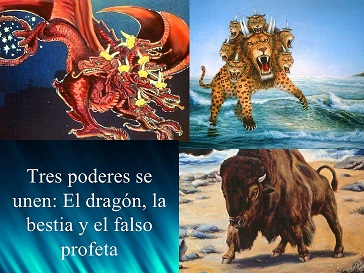 Tres poderes se
unen: El dragón, la
bestia y el falso
profeta